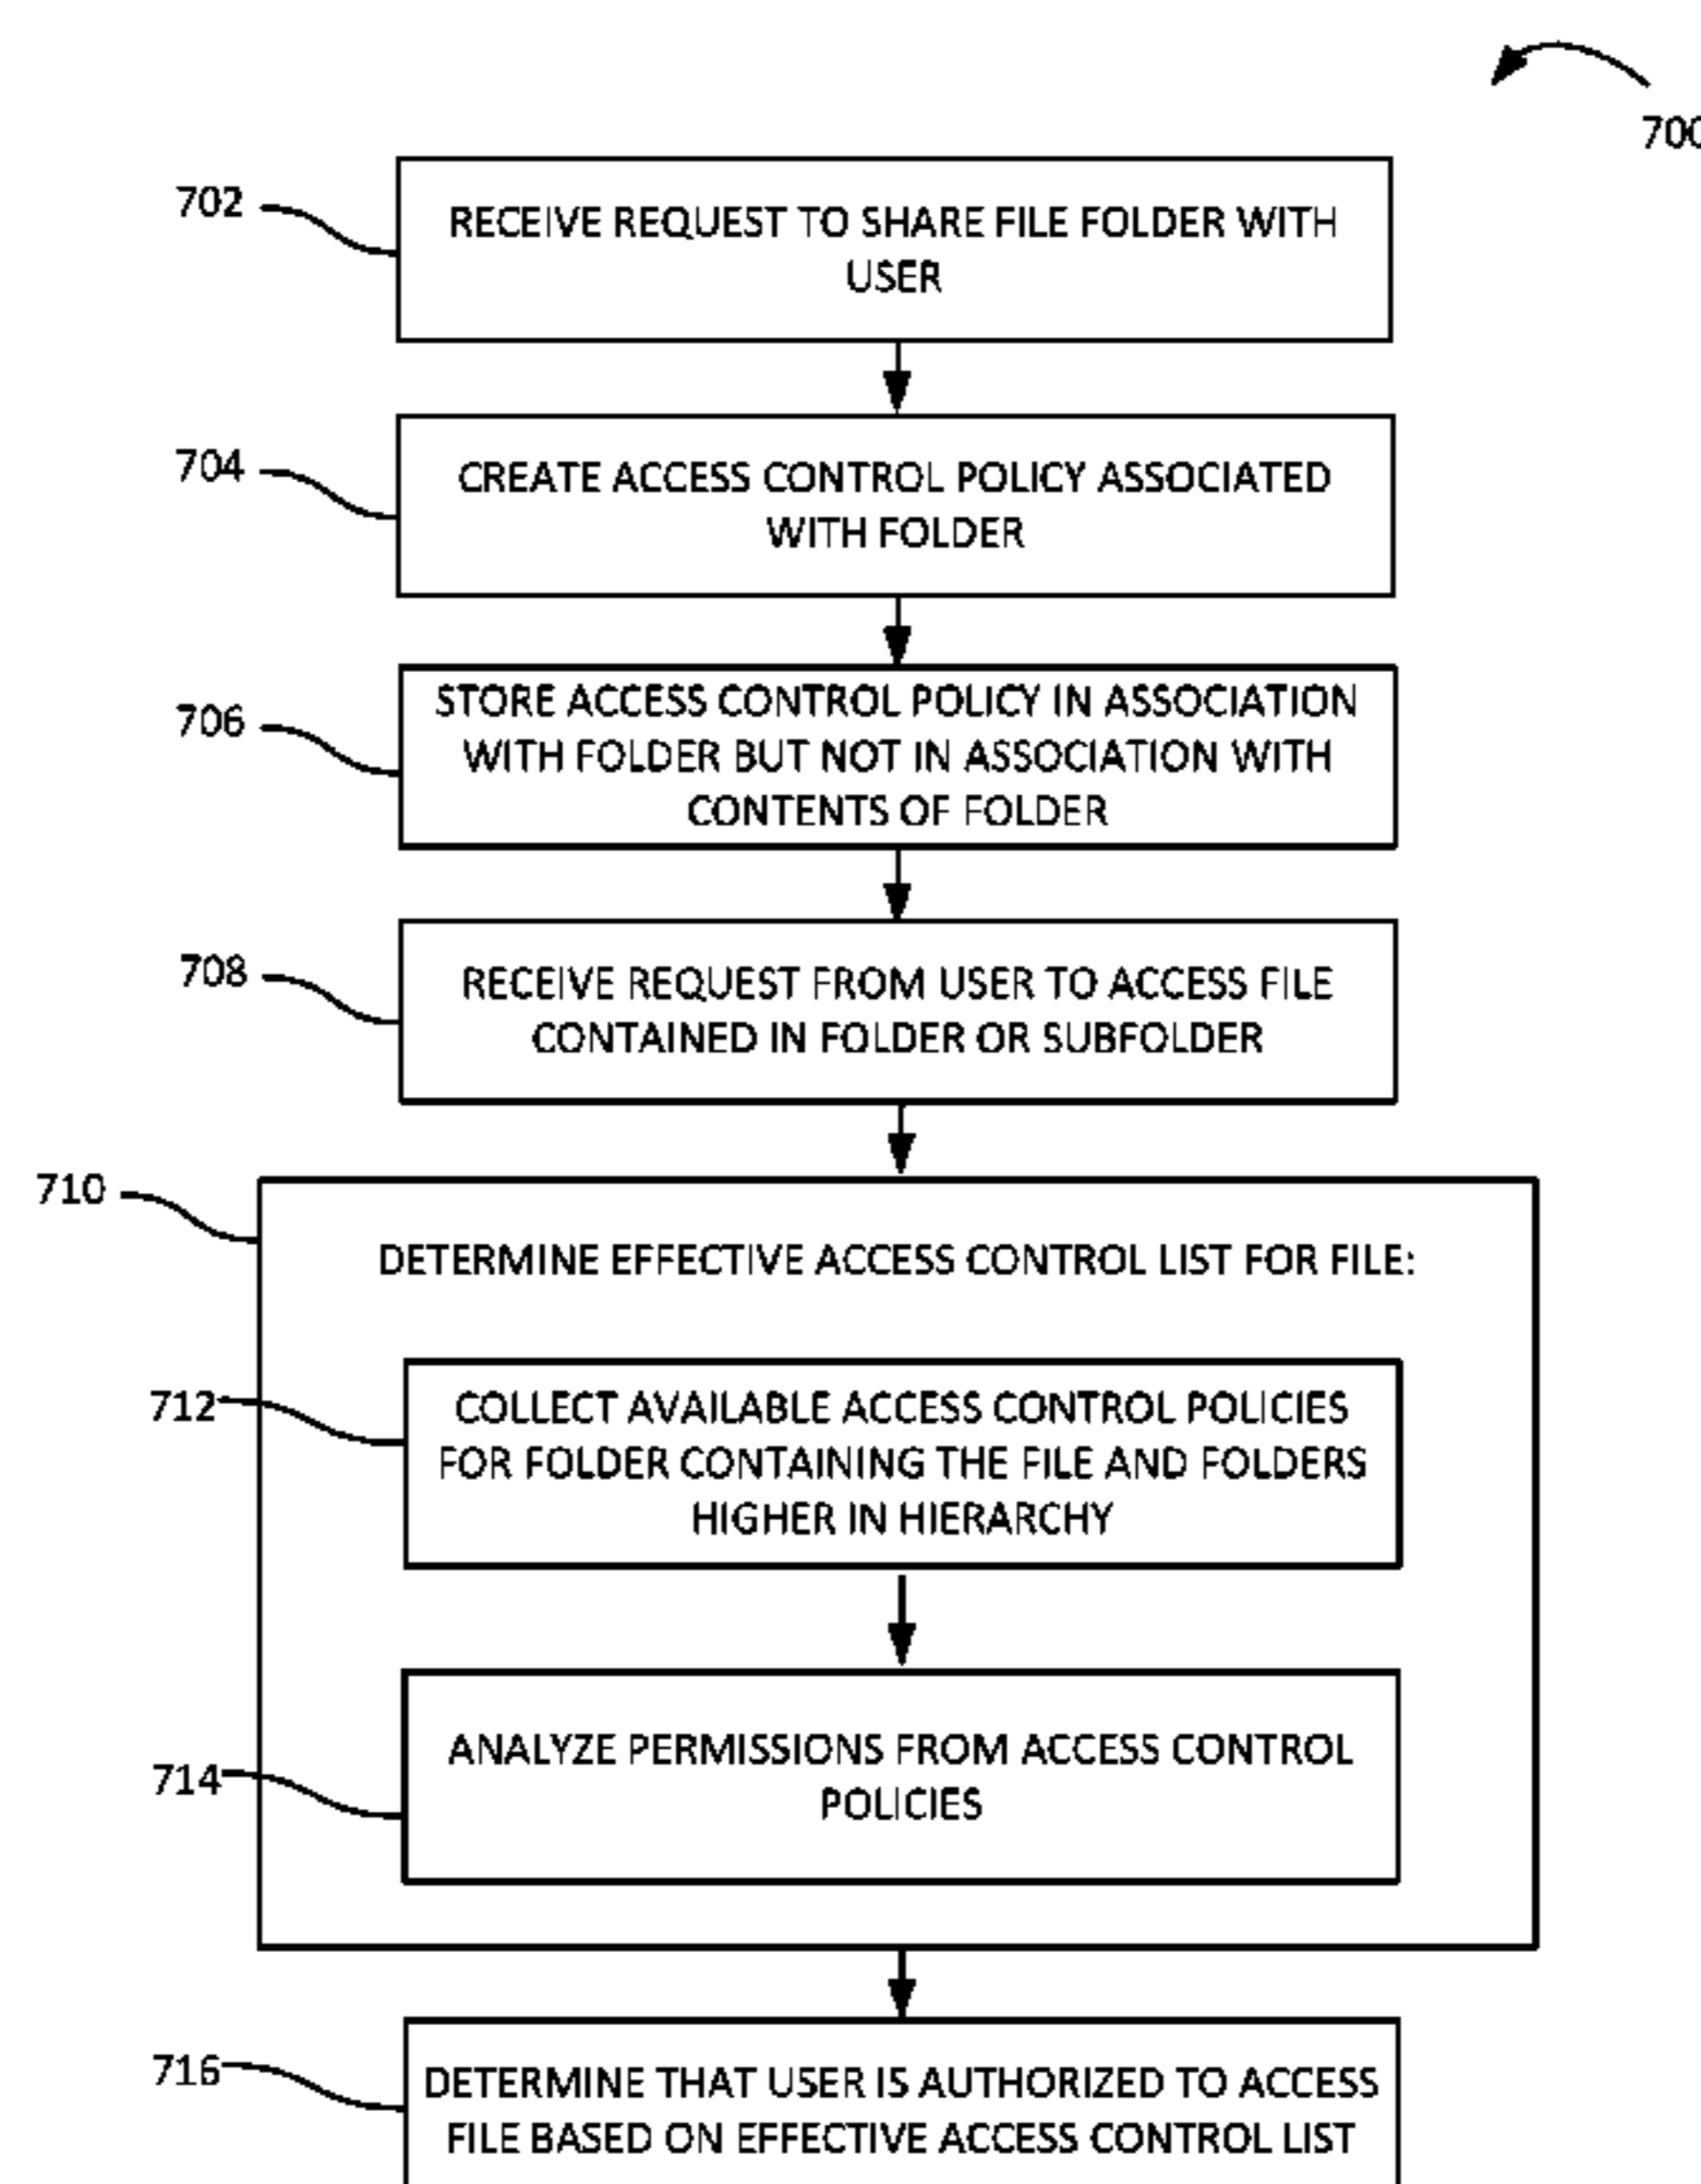 700
702
RECEIVE REQUEST TO SHARE FILE FOLDER WITH
USER
704
CREATE ACCESS CONTROL POLICY ASSOCIATED
WITH FOLDER
706
STORE ACCESS CONTROL POLICY IN ASSOCIATION
WITH FOLDER BUT NOT IN ASSOCIATION WITH
CONTENTS OF FOLDER
708
RECEIVE REQUEST FROM USER TO ACCESS FILE
CONTAINED IN FOLDER OR SUBFOLDER
710
DETERMINE EFFECTIVE ACCESS CONTROL LIST FOR FILE:
712
COLLECT AVAILABLE ACCESS CONTROL POLICIES
FOR FOLDER CONTAINING THE FILE AND FOLDERS
HIGHER IN HIERARCHY
714
ANALYZE PERMISSIONS FROM ACCESS CONTROL
POLICIES
716
DETERMINE THAT USER IS AUTHORIZED TO ACCESS
FILE BASED ON EFFECTIVE ACCESS CONTROL LIST